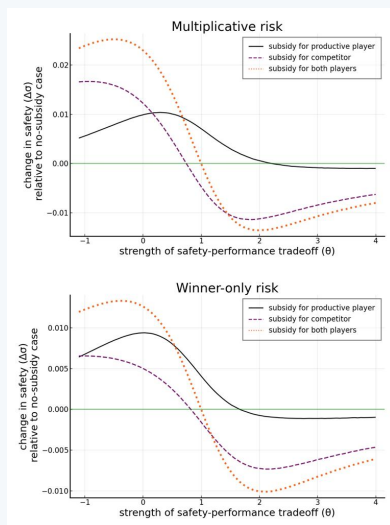 Multiplicative risk
change in safety (Δσ)
relative to no-subsidy case
subsidy for productive player
subsidy for competitor
subsidy for both players
0.02
0.01
0.00
−0.01
−1 0 1 2 3 4
strength of safety-performance tradeoff (θ)
Winner-only risk
change in safety (Δσ)
relative to no-subsidy case
subsidy for productive player
subsidy for competitor
subsidy for both players
0.010
0.005
0.000
−0.005
−0.010
−1 0 1 2 3 4
strength of safety-performance tradeoff (θ)